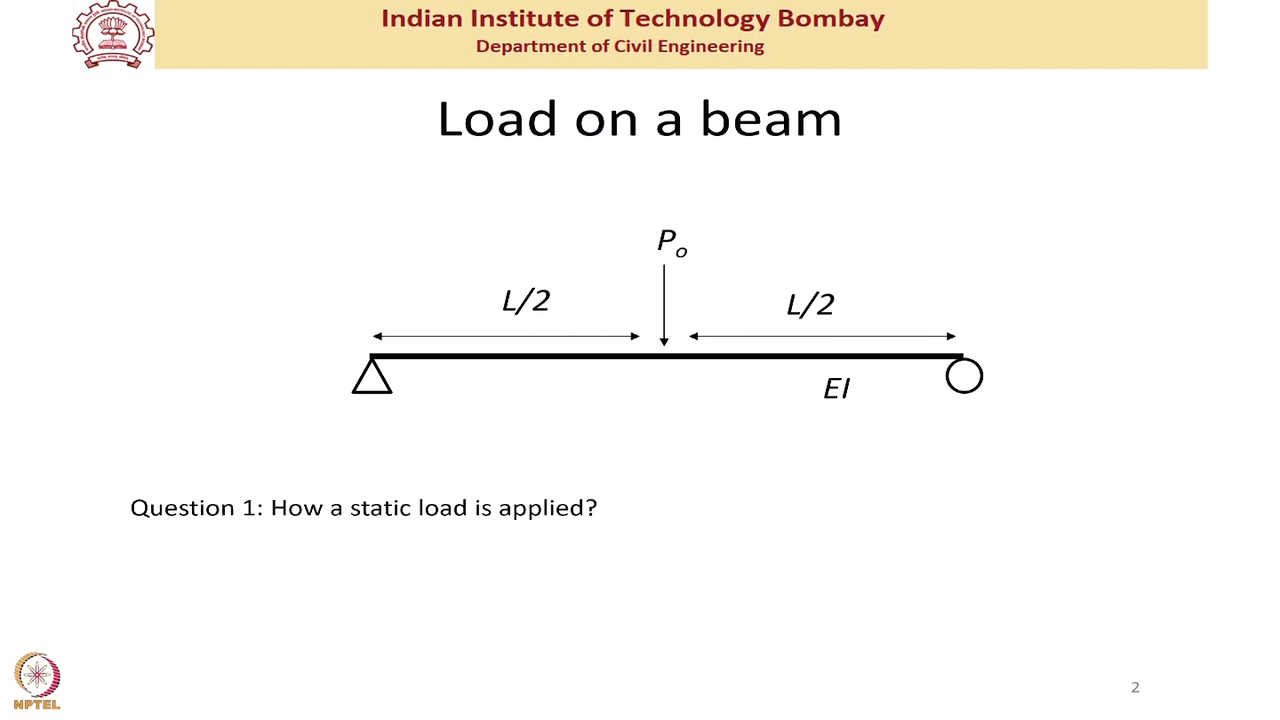 Indian Institute of Technology Bombay
Department of Civil Engineering
Load on a beam
Po
L/2
L/2
EI
Question 1: How a static load is applied?
NPTEL
2